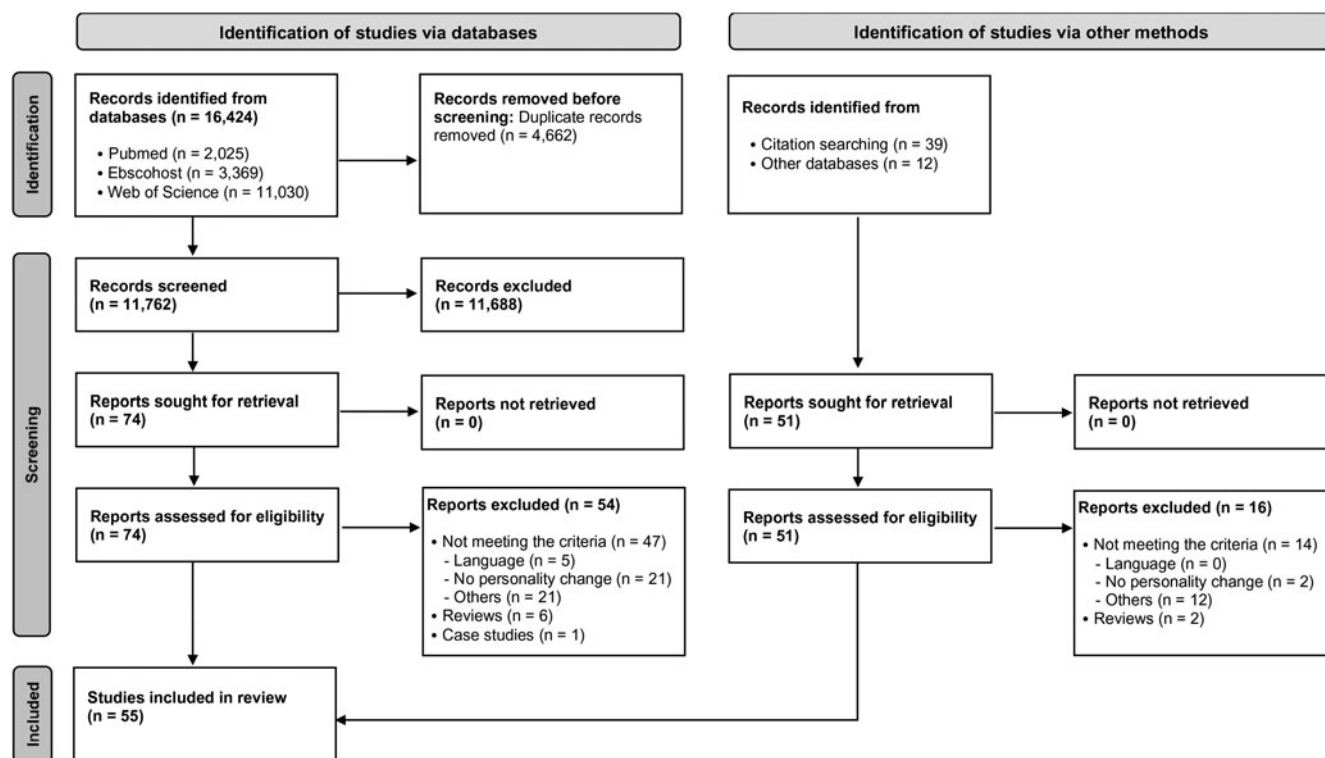 Identification of studies via databases
Identification of studies via other methods
Identification
Records identified from
databases (n = 16,424)
• Pubmed (n = 2,025)
• Ebscohost (n = 3,369)
• Web of Science (n = 11,030)
Records removed before
screening: Duplicate records
removed (n = 4,662)
Records identified from
• Citation searching (n = 39)
• Other databases (n = 12)
Screening
Records screened
(n = 11,762)
Records excluded
(n = 11,688)
Reports sought for retrieval
(n = 74)
Reports not retrieved
(n = 0)
Reports sought for retrieval
(n = 51)
Reports not retrieved
(n = 0)
Reports assessed for eligibility
(n = 74)
Reports excluded (n = 54)
• Not meeting the criteria (n = 47)
- Language (n = 5)
- No personality change (n = 21)
- Others (n = 21)
• Reviews (n = 6)
• Case studies (n = 1)
Reports assessed for eligibility
(n = 51)
Reports excluded (n = 16)
• Not meeting the criteria (n = 14)
- Language (n = 0)
- No personality change (n = 2)
- Others (n = 12)
• Reviews (n = 2)
Included
Studies included in review
(n = 55)